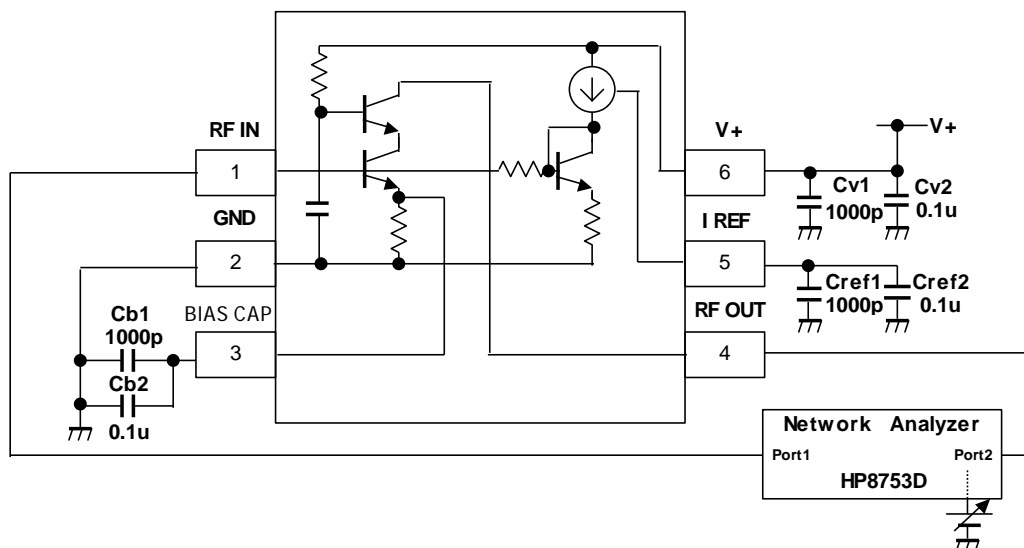 RF IN
1
GND
2
BIAS CAP
3
Cb1
1000p
Cb2
0.1u
V+
6
I REF
5
RF OUT
4
V+
Cv1
1000p
Cv2
0.1u
Cref1
1000p
Cref2
0.1u
Network Analyzer
Port1
Port2
HP8753D